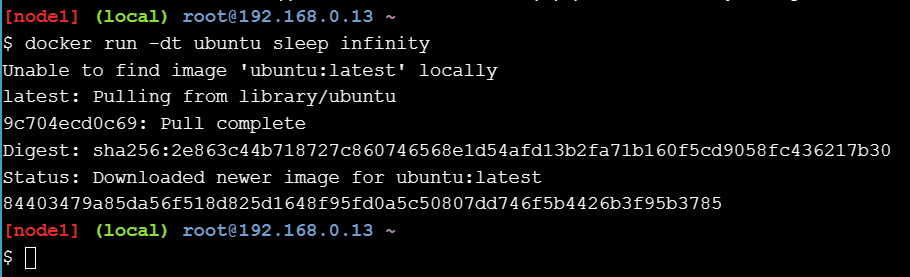 [node1] (local) root@192.168.0.13 ~
$ docker run -dt ubuntu sleep infinity
Unable to find image 'ubuntu:latest' locally
latest: Pulling from library/ubuntu
9c704ecd0c69: Pull complete
Digest: sha256:2e863c44b718727c860746568e1d54afd13b2fa71b160f5cd9058fc436217b30
Status: Downloaded newer image for ubuntu:latest
84403479a85da56f518d825d1648f95fd0a5c50807dd746f5b4426b3f95b3785
[node1] (local) root@192.168.0.13 ~
$